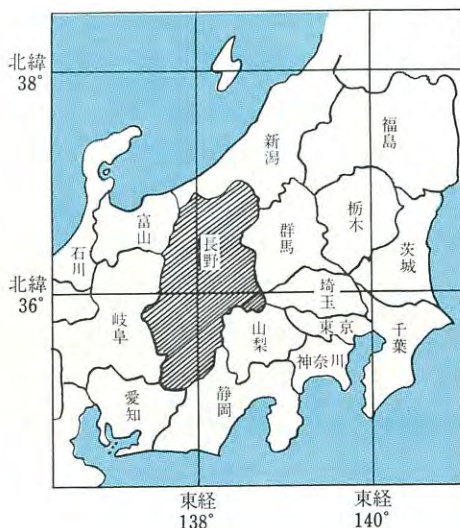 北緯
38°
福島
新潟
栃木
富山
群馬
長野
茨城
石川
北緯
36°
埼玉
岐阜
東京
山梨
千葉
神奈川
愛知
静岡
東経
138°
東経
140°